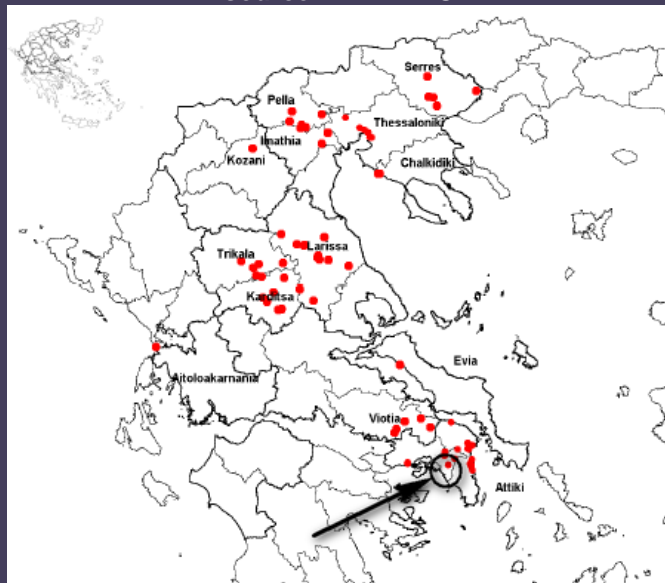 Serres
Pella
Thessaloniki
Imathia
Kozani
Chalkidiki
Trikala
Larissa
Karditsa
Evia
Aitoloakarnania
Viotia
Attiki